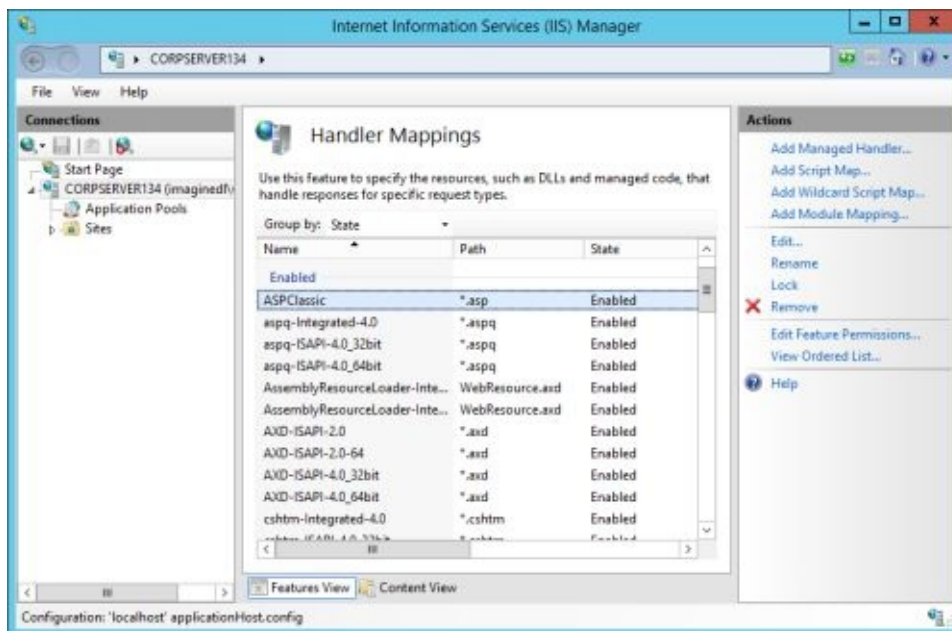 Internet Information Services (IIS) Manager
CORPSERVER134
File View Help
Connections
Start Page
CORPSERVER134 (imaginedl\
Application Pools
Sites
Handler Mappings
Use this feature to specify the resources, such as DLLs and managed code, that
handle responses for specific request types.
Group by: State
Name Path State
Enabled
ASPClassic *.asp Enabled
aspq-Integrated-4.0 *.aspq Enabled
aspq-ISAPI-4.0_32bit *.aspq Enabled
aspq-ISAPI-4.0_64bit *.aspq Enabled
AssemblyResourceLoader-Inte... WebResource.axd Enabled
AssemblyResourceLoader-Inte... WebResource.axd Enabled
AXD-ISAPI-2.0 *.axd Enabled
AXD-ISAPI-2.0-64 *.axd Enabled
AXD-ISAPI-4.0_32bit *.axd Enabled
AXD-ISAPI-4.0_64bit *.axd Enabled
cshtm-Integrated-4.0 *.cshtm Enabled
Features View Content View
Actions
Add Managed Handler...
Add Script Map...
Add Wildcard Script Map...
Add Module Mapping...
Edit...
Rename
Lock
Remove
Edit Feature Permissions...
View Ordered List...
Help
Configuration: 'localhost' applicationHost.config